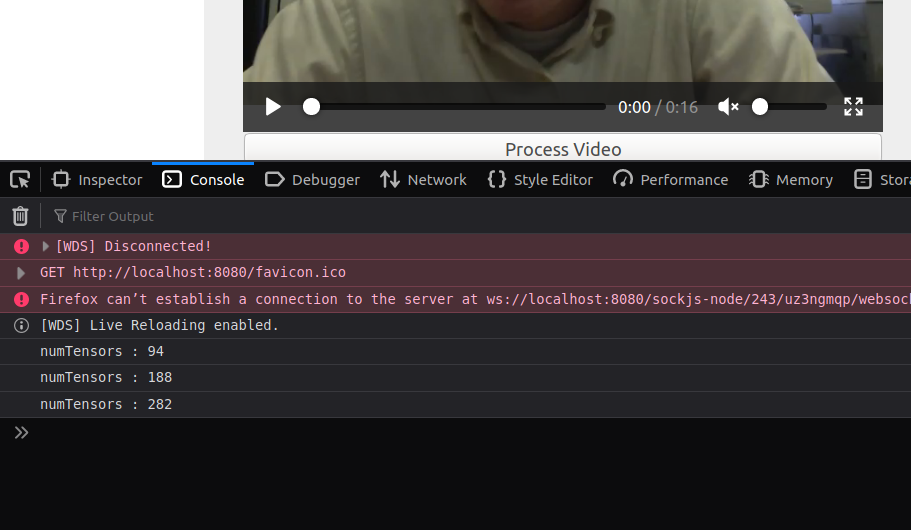 0:00 / 0:16
Process Video
Inspector Console Debugger Network Style Editor Performance Memory Stora
Filter Output
[WDS] Disconnected!
GET http://localhost:8080/favicon.ico
Firefox can’t establish a connection to the server at ws://localhost:8080/sockjs-node/243/uz3ngmqp/websock
[WDS] Live Reloading enabled.
numTensors : 94
numTensors : 188
numTensors : 282